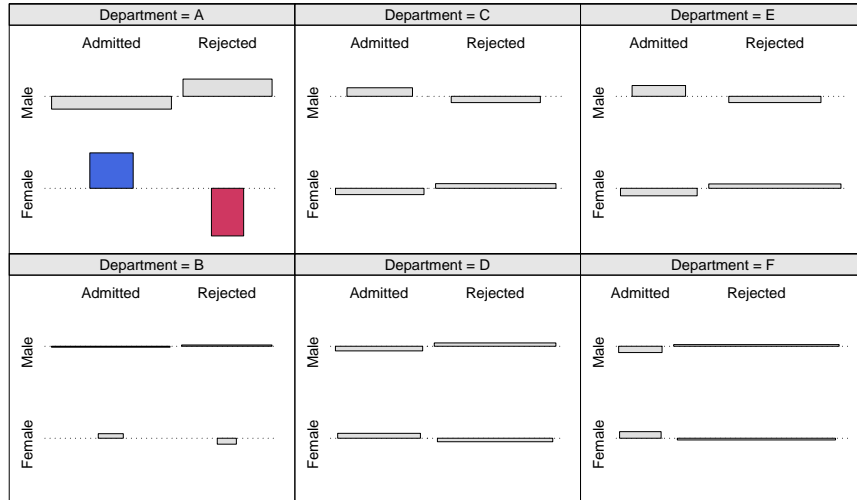 Department = A
Admitted Rejected
Male
Female
Department = C
Admitted Rejected
Male
Female
Department = E
Admitted Rejected
Male
Female
Department = B
Admitted Rejected
Male
Female
Department = D
Admitted Rejected
Male
Female
Department = F
Admitted Rejected
Male
Female